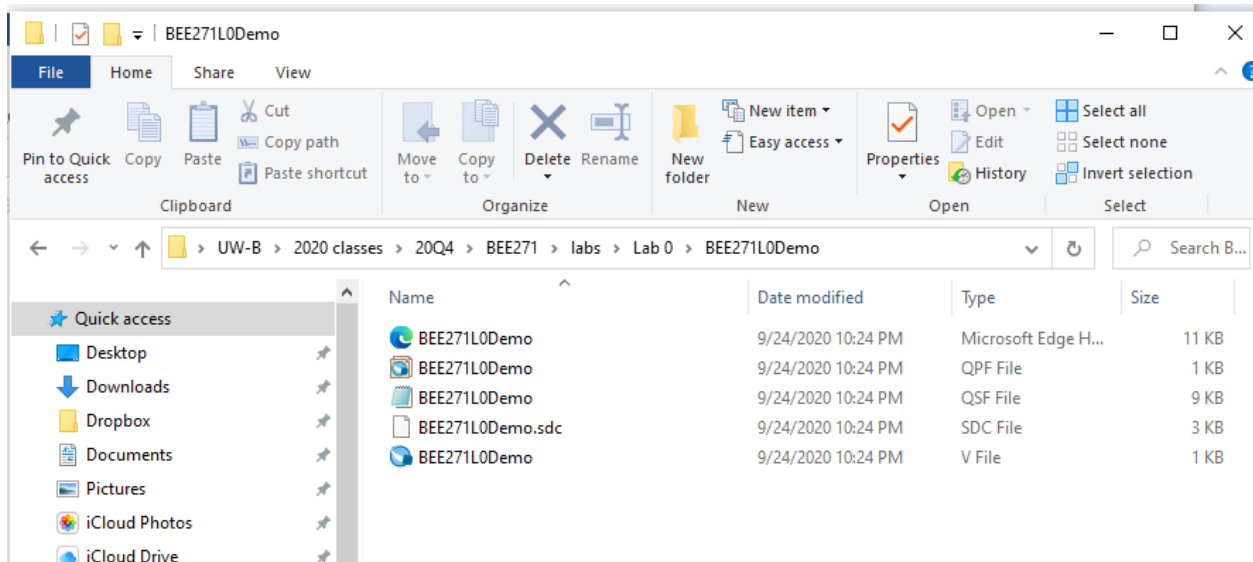 BEE271L0Demo
File Home Share View
Pin to Quick access
Copy
Paste
Cut
Copy path
Paste shortcut
Clipboard
Move to
Copy to
Delete
Rename
Organize
New folder
New item
Easy access
New
Properties
Open
Edit
History
Open
Select all
Select none
Invert selection
Select
UW-B > 2020 classes > 20Q4 > BEE271 > labs > Lab 0 > BEE271L0Demo
Search B...
Quick access
Desktop
Downloads
Dropbox
Documents
Pictures
iCloud Photos
iCloud Drive
Name Date modified Type Size
BEE271L0Demo 9/24/2020 10:24 PM Microsoft Edge H... 11 KB
BEE271L0Demo 9/24/2020 10:24 PM QPF File 1 KB
BEE271L0Demo 9/24/2020 10:24 PM QSF File 9 KB
BEE271L0Demo.sdc 9/24/2020 10:24 PM SDC File 3 KB
BEE271L0Demo 9/24/2020 10:24 PM V File 1 KB